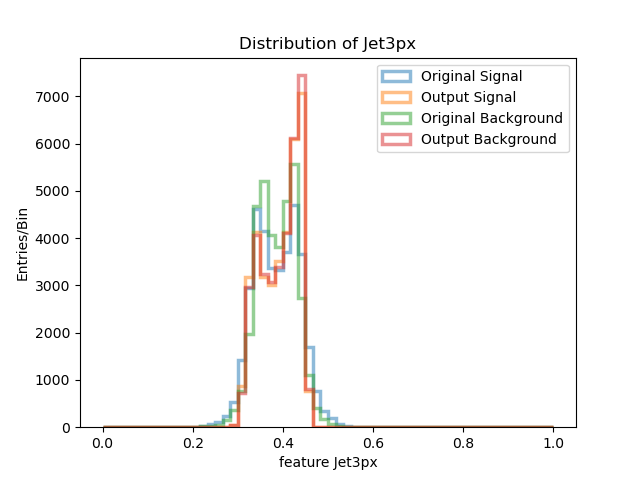 Distribution of Jet3px
Original Signal
Output Signal
Original Background
Output Background
Entries/Bin
7000
6000
5000
4000
3000
2000
1000
0
0.0 0.2 0.4 0.6 0.8 1.0
feature Jet3px